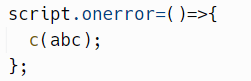 script.onerror=()=>{
  c(abc);
};